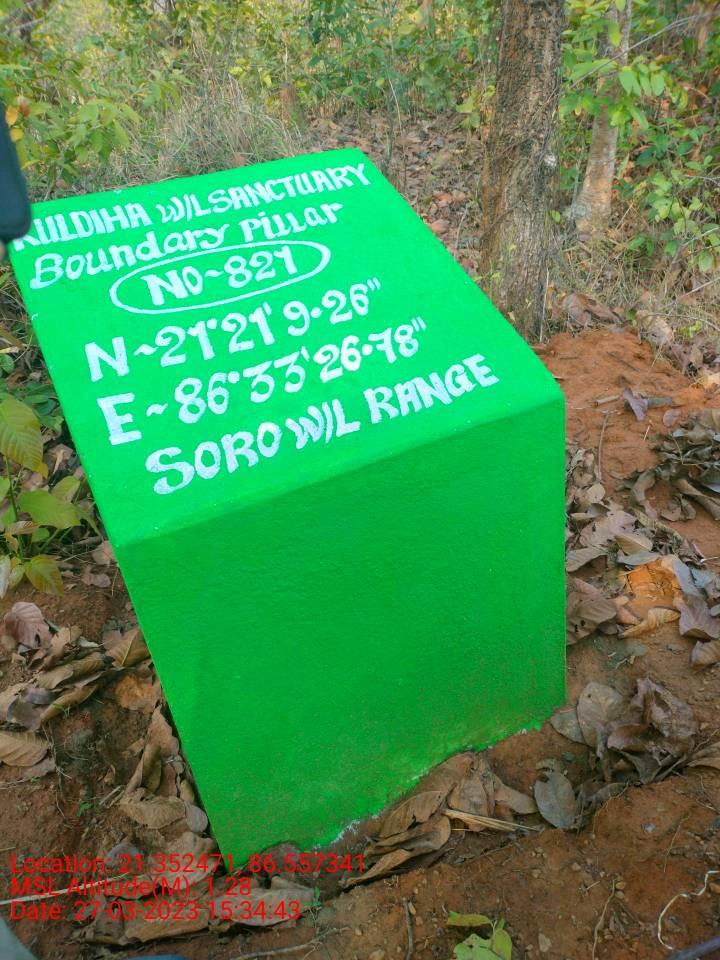 KULDIHA W/L SANCTUARY
Boundary Pillar
NO~821
N~21°21' 9.26"
E~86°33'26.78"
SORO W/L RANGE
Location: 21.352471, 86.557341
MSL Altitude(M): 1.28
Date: 27-03-2023 15:34:43